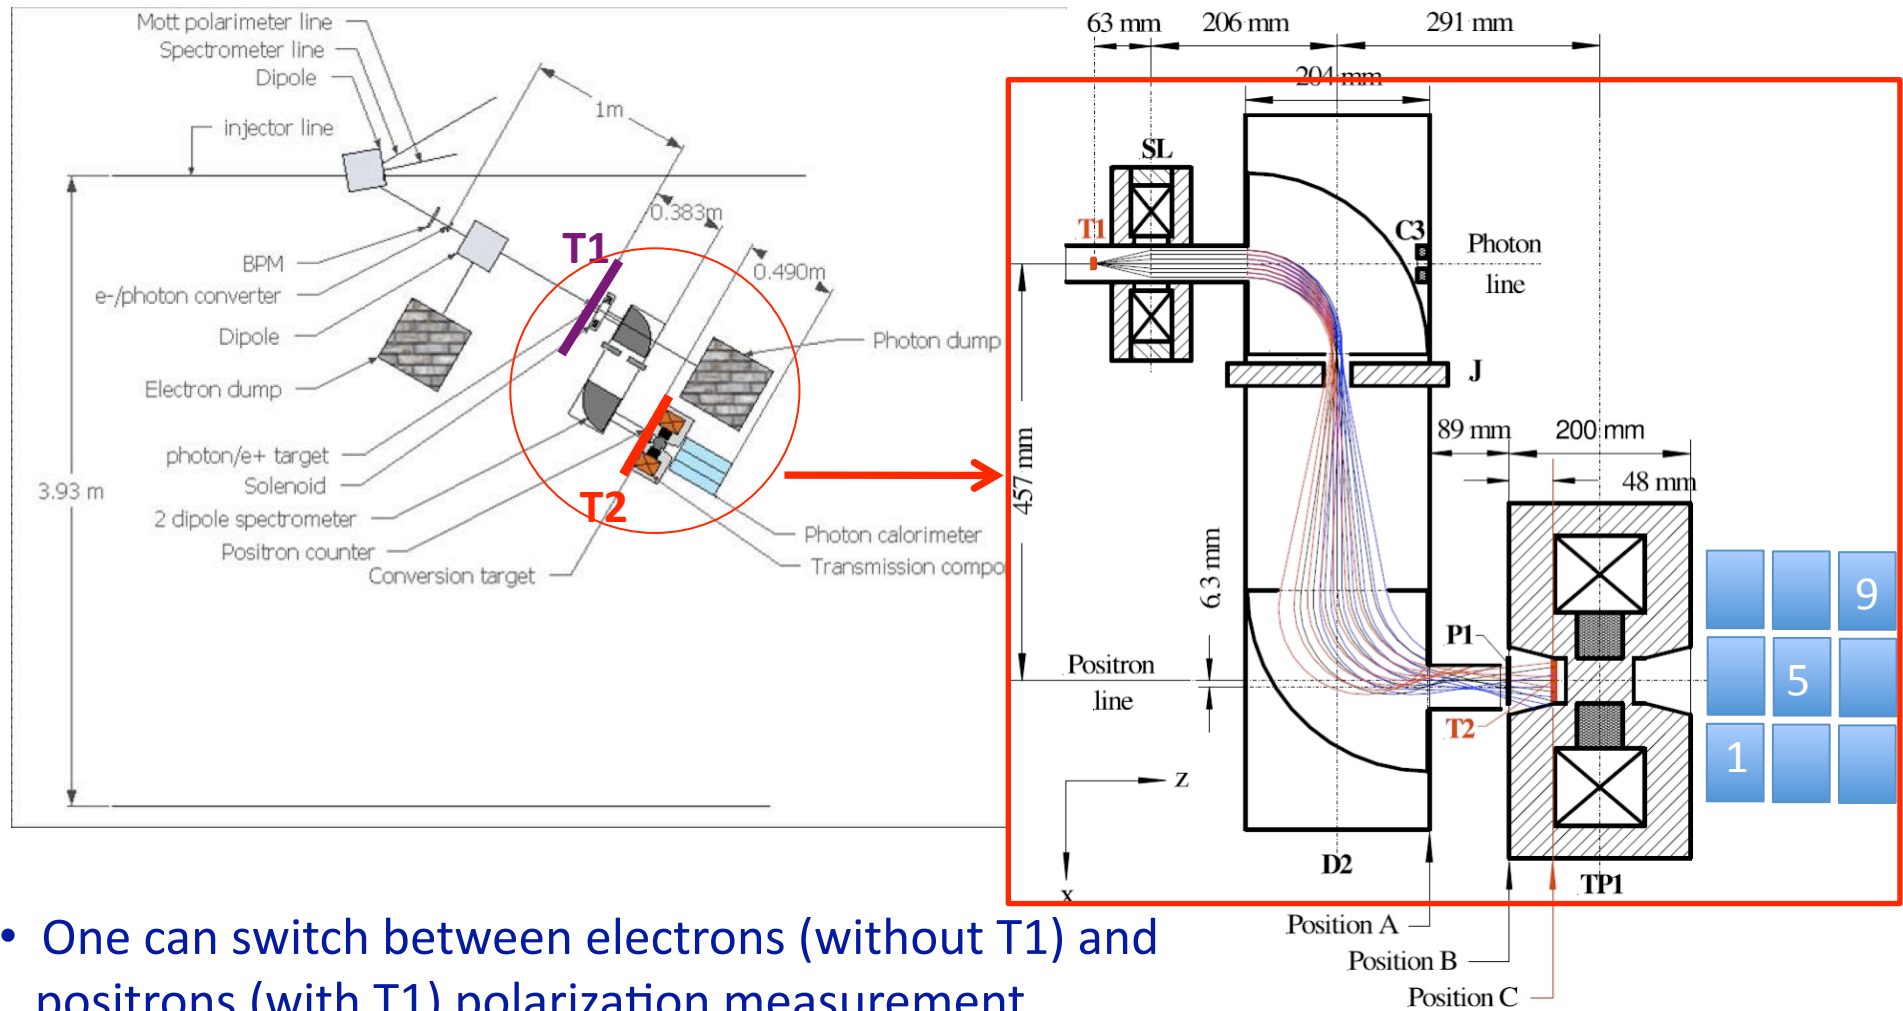 Mott polarimeter line
Spectrometer line
Dipole
injector line
1m
0.383m
0.490m
T1
BPM
e-/photon converter
Dipole
Electron dump
Photon dump
photon/e+ target
Solenoid
2 dipole spectrometer
Positron counter
Conversion target
T2
Photon calorimeter
Transmission compo
3.93 m
63 mm
206 mm
291 mm
204 mm
SL
T1
C3
Photon
line
J
457 mm
89 mm
200 mm
48 mm
6.3 mm
P1
Positron
line
T2
9
5
1
z
x
D2
TP1
Position A
Position B
Position C
• One can switch between electrons (without T1) and
positrons (with T1) polarization measurement